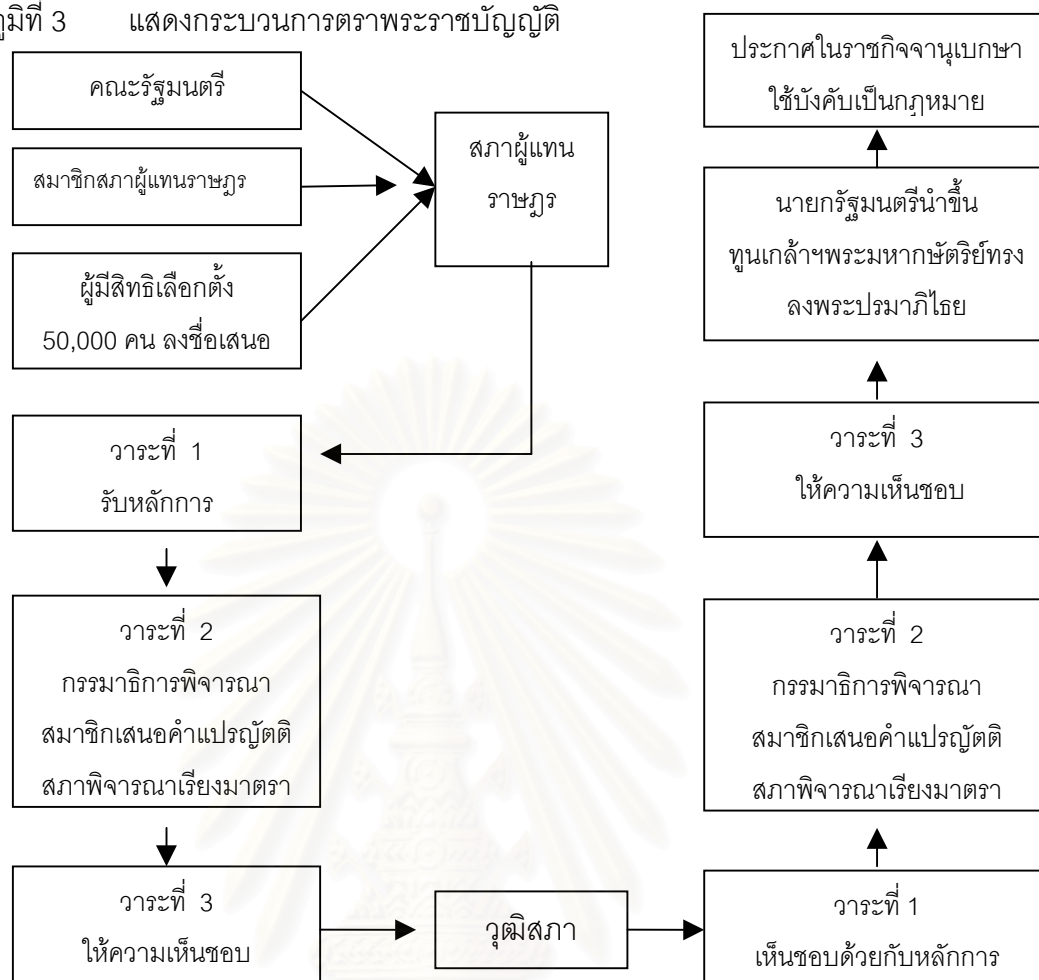 ภูมิที่ 3 แสดงกระบวนการตราพระราชบัญญัติ
คณะรัฐมนตรี
สมาชิกสภาผู้แทนราษฎร
ผู้มีสิทธิเลือกตั้ง
50,000 คน ลงชื่อเสนอ
สภาผู้แทน
ราษฎร
วาระที่ 1
รับหลักการ
วาระที่ 2
กรรมาธิการพิจารณา
สมาชิกเสนอคำแปรญัตติ
สภาพิจารณาเรียงมาตรา
วาระที่ 3
ให้ความเห็นชอบ
วุฒิสภา
วาระที่ 1
เห็นชอบด้วยกับหลักการ
วาระที่ 2
กรรมาธิการพิจารณา
สมาชิกเสนอคำแปรญัตติ
สภาพิจารณาเรียงมาตรา
วาระที่ 3
ให้ความเห็นชอบ
นายกรัฐมนตรีนำขึ้น
ทูนเกล้าฯพระมหากษัตริย์ทรง
ลงพระปรมาภิไธย
ประกาศในราชกิจจานุเบกษา
ใช้บังคับเป็นกฎหมาย